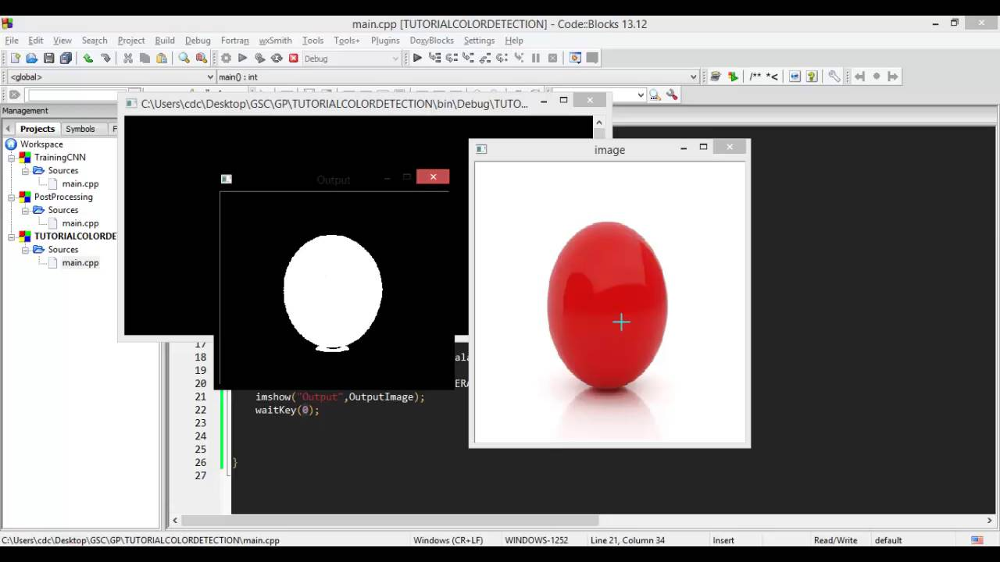 main.cpp [TUTORIALCOLORDETECTION] - Code::Blocks 13.12
File Edit View Search Project Build Debug Fortran wxSmith Tools Tools+ Plugins DoxyBlocks Settings Help
Debug
<global>
main() : int
/** *<
C:\Users\cdc\Desktop\GSC\GP\TUTORIALCOLORDETECTION\bin\Debug\TUTO...
Management
Projects Symbols F
Workspace
TrainingCNN
Sources
main.cpp
PostProcessing
Sources
main.cpp
TUTORIALCOLORDE
Sources
main.cpp
Output
image
17
18 ala
19
20 ERA
21 imshow("Output",OutputImage);
22 waitKey(0);
23
24
25
26 }
27
C:\Users\cdc\Desktop\GSC\GP\TUTORIALCOLORDETECTION\main.cpp Windows (CR+LF) WINDOWS-1252 Line 21, Column 34 Insert Read/Write default